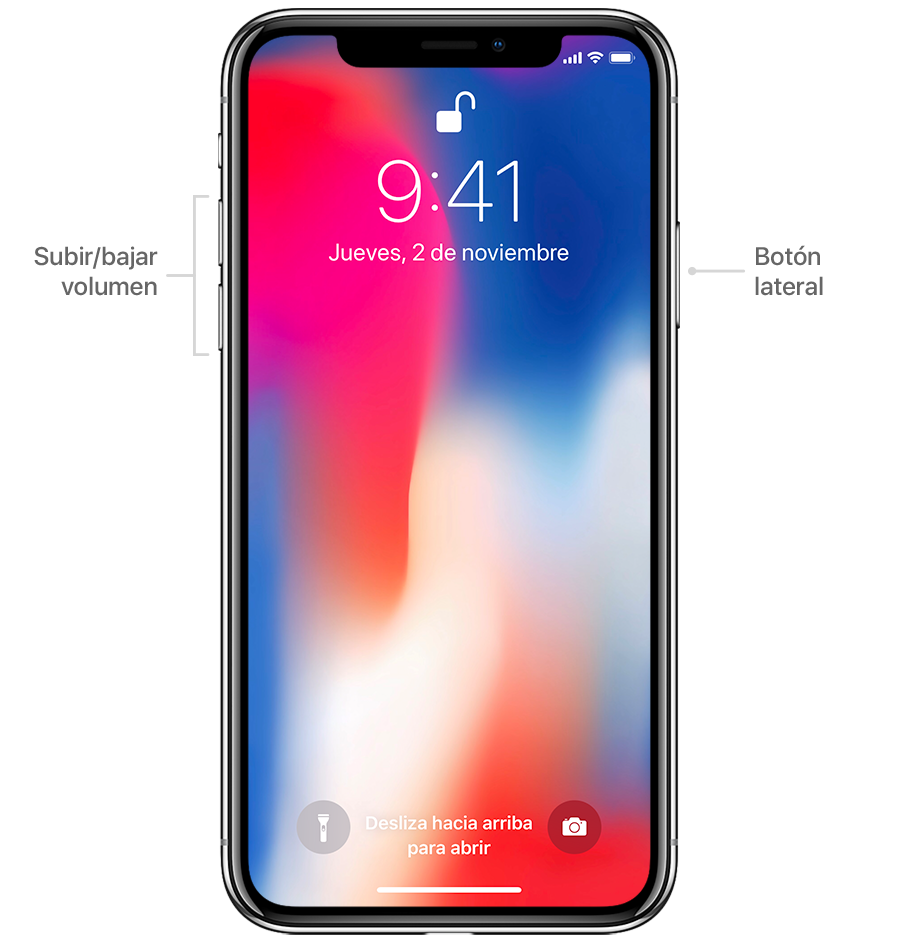 9:41
Jueves, 2 de noviembre
Subir/bajar
volumen
Botón
lateral
Desliza hacia arriba
para abrir